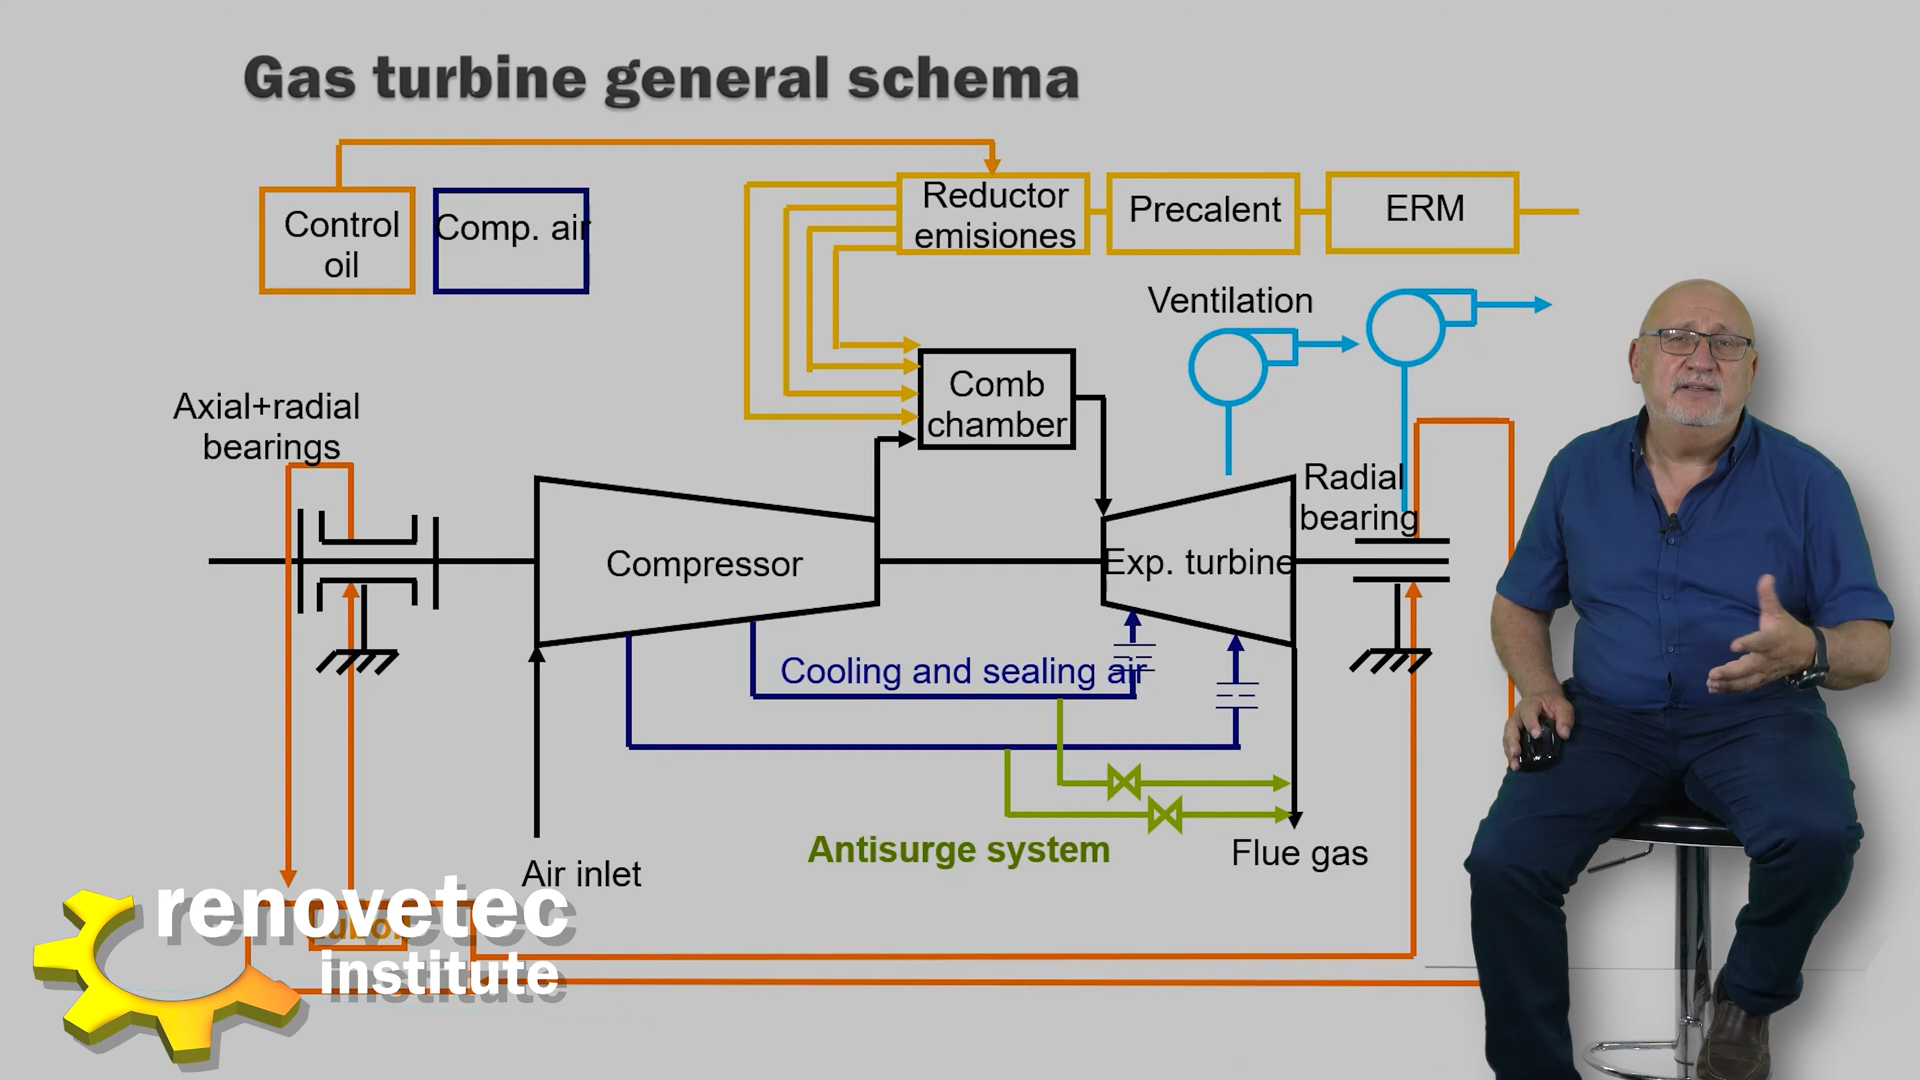 Gas turbine general schema
Control
oil
Comp. air
Reductor
emisiones
Precalent
ERM
Ventilation
Comb
chamber
Axial+radial
bearings
Radial
bearing
Compressor
Exp. turbine
Cooling and sealing air
Antisurge system
Flue gas
Air inlet
renovetec
institute